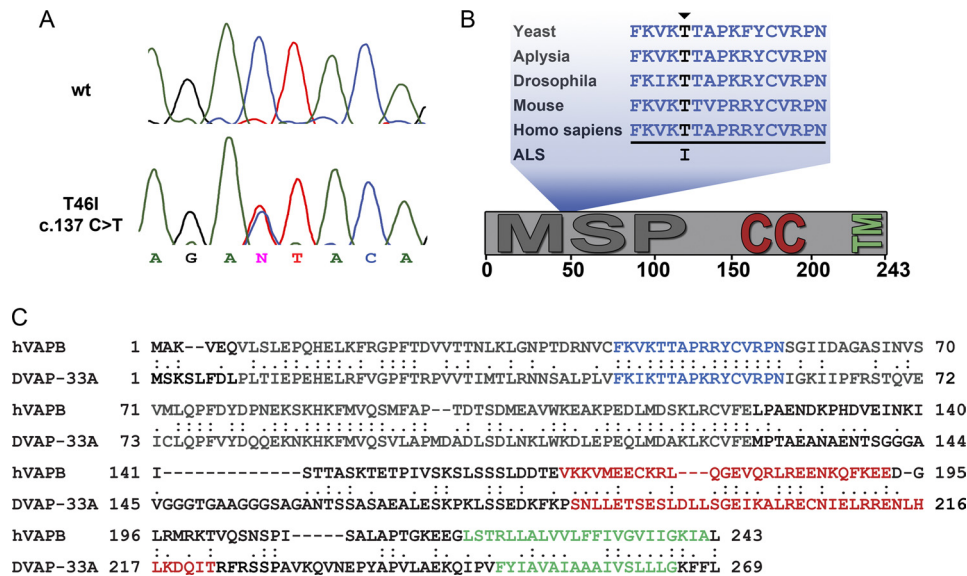 A
wt
T46I
c.137 C>T
A G A N T A C A
B
Yeast FKVKTTAPKFYCVRPN
Aplysia FKVKTTAPKRYCVRPN
Drosophila FKIKTTAPKRYCVRPN
Mouse FKVKTTVPRRYCVRPN
Homo sapiens FKVKTTAPRRYCVRPN
ALS I
MSP CC TM
0 50 100 150 200 243
C
hVAPB 1 MAK--VEQVLSLEPQHELKFRGPFTDVVTTNLKLGNPTDRNVCFKVKTTAPRRYCVRPNSGIIDAGASINVS 70
DVAP-33A 1 MSKSLFDLPLTIEPEHELRFVGPFTRPVVTIMTLRNNSALPLVFKIKTTAPKRYCVRPNIGKIIPFRSTQVE 72
hVAPB 71 VMLQPFDYDPNEKSKHKFMVQSMFAP--TDTSDMEAVWKEAKPEDLMDSKLRCVFELPAENDKPHDVEINKI 140
DVAP-33A 73 ICLQPFVYDQQEKNKHKFMVQSVLAPMDADLSDLNKLWKDLEPEQLMDAKLKCVFEMPTAEANAENTSGGGA 144
hVAPB 141 I--------------STTASKTETPIVSKSLSSSLDDTEVKKVMEECKRL---QGEVQRLREENKQFKEED-G 195
DVAP-33A 145 VGGGTGAAGGGSAGANTSSASAEALESKPKLSSEDKFKPSNLLETSESLDLLSGEIKALRECNIELRRENLH 216
hVAPB 196 LRMRKTVQSNSPI-----SALAPTGKEEGLSTRLLALVVLFFIVGVIIGKIAL 243
DVAP-33A 217 LKDQITRFRSSPAVKQVNEPYAPVLAEKQIPVFYIAVAIAAAIVSLLLGKFFL 269